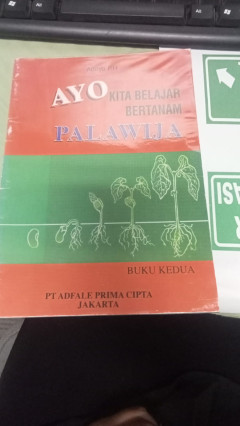 AYO KITA BELAJAR
BERTANAM
PALAWIJA
BUKU KEDUA
PT ADFALE PRIMA CIPTA
JAKARTA